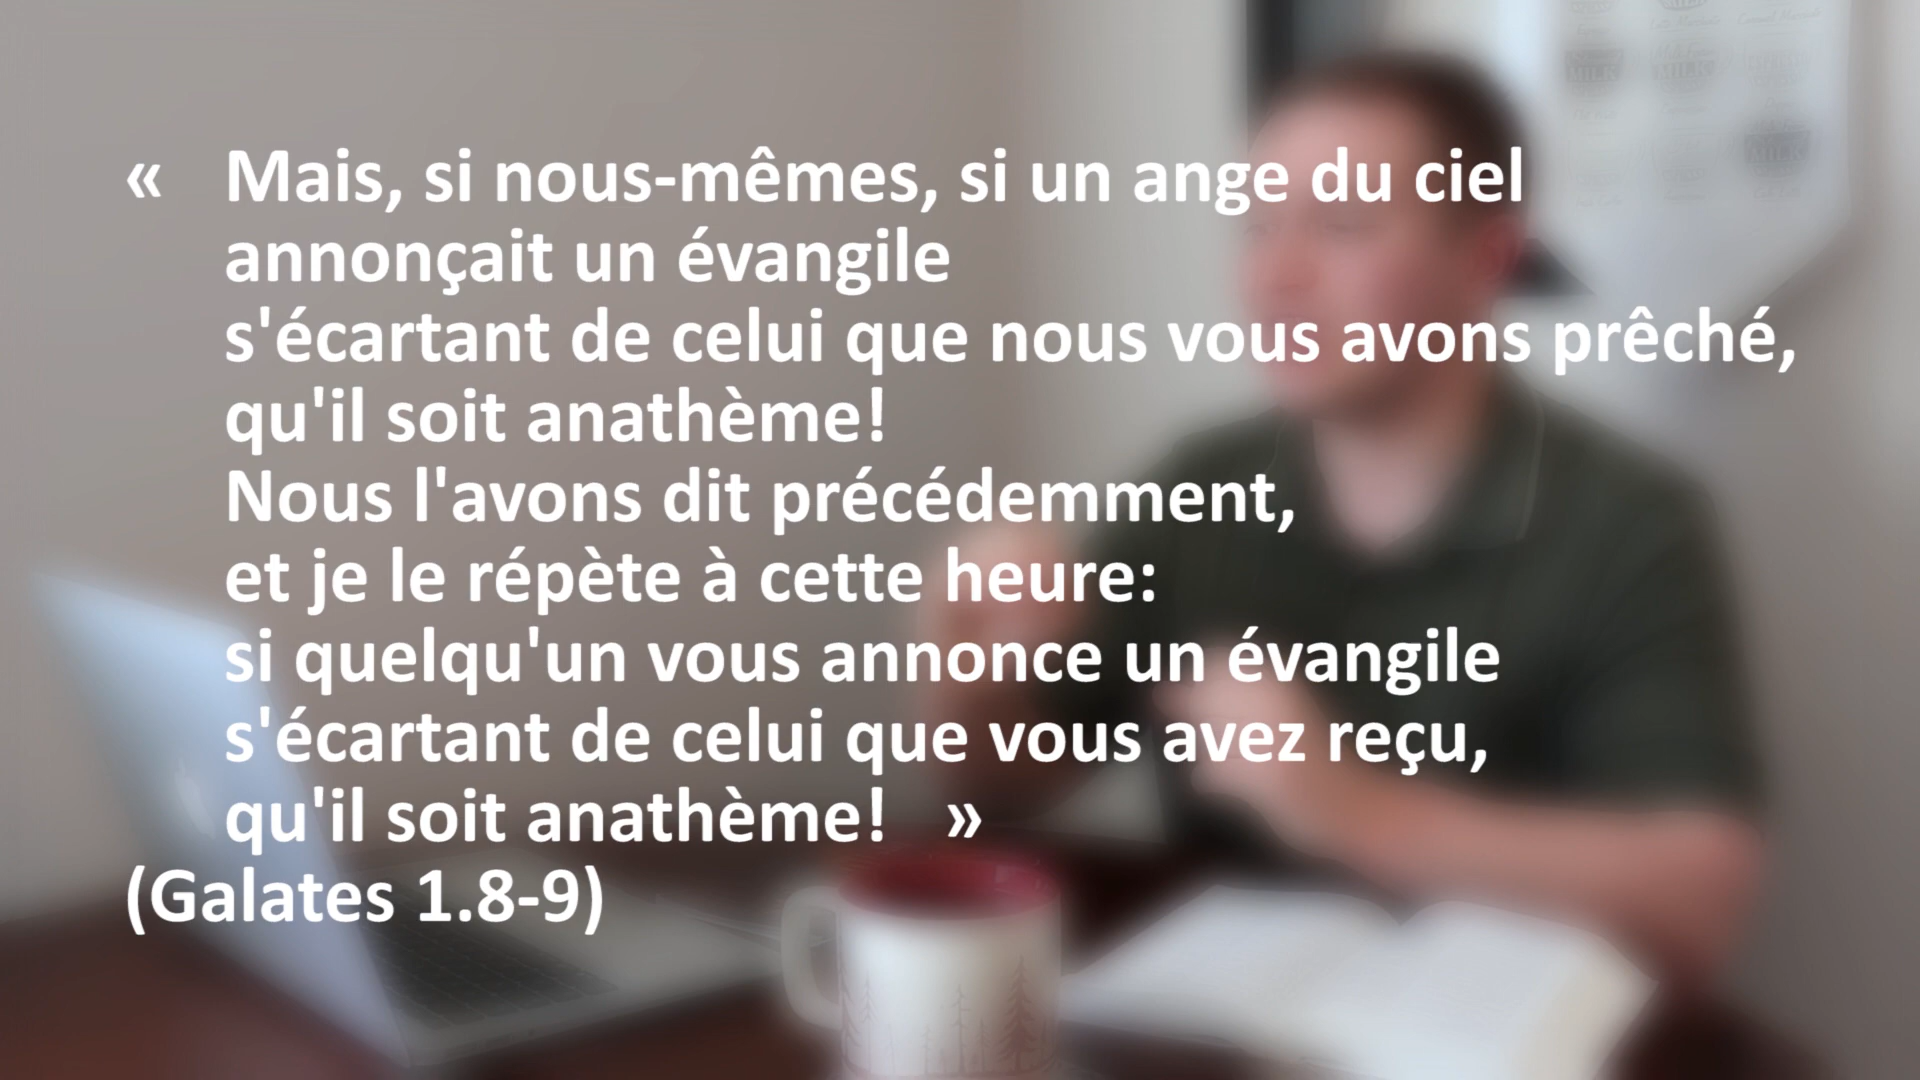 « Mais, si nous-mêmes, si un ange du ciel
annonçait un évangile
s'écartant de celui que nous vous avons prêché,
qu'il soit anathème!
Nous l'avons dit précédemment,
et je le répète à cette heure:
si quelqu'un vous annonce un évangile
s'écartant de celui que vous avez reçu,
qu'il soit anathème! »
(Galates 1.8-9)